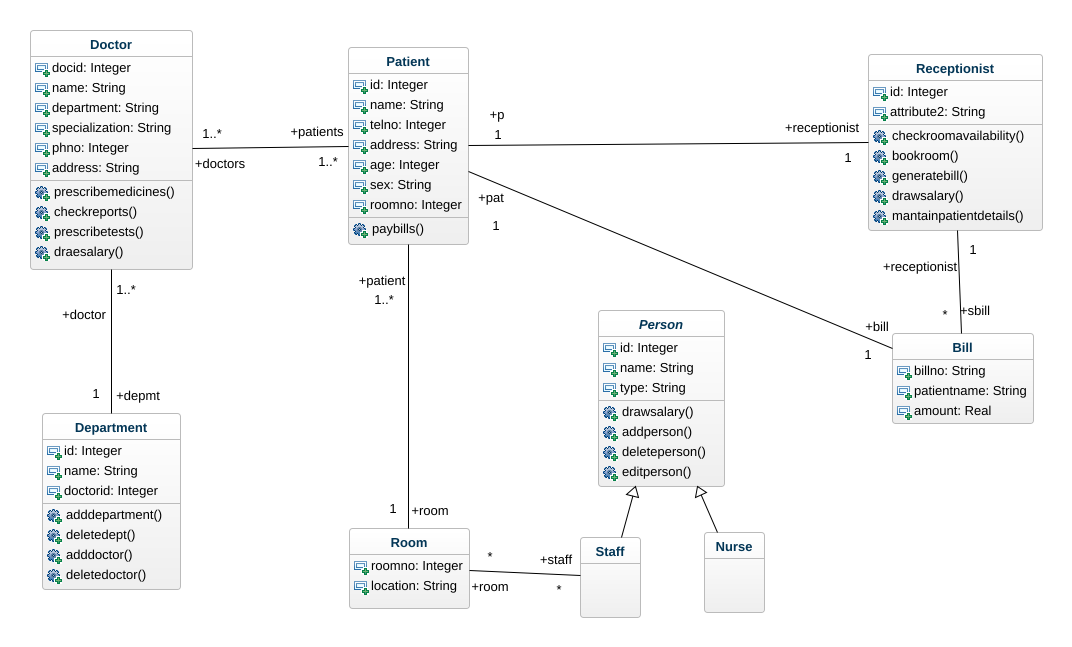 Doctor
docid: Integer
name: String
department: String
specialization: String
phno: Integer
address: String
prescribemedicines()
checkreports()
prescribetests()
draesalary()
1..*
+doctors
+patients
1..*
Patient
id: Integer
name: String
telno: Integer
address: String
age: Integer
sex: String
roomno: Integer
paybills()
+p
1
+receptionist
1
Receptionist
id: Integer
attribute2: String
checkroomavailability()
bookroom()
generatebill()
drawsalary()
mantainpatientdetails()
+pat
1
+bill
1
1
+receptionist
*
+sbill
Bill
billno: String
patientname: String
amount: Real
1..*
+doctor
1
+depmt
Department
id: Integer
name: String
doctorid: Integer
adddepartment()
deletedept()
adddoctor()
deletedoctor()
+patient
1..*
1
+room
Room
roomno: Integer
location: String
*
+room
+staff
*
Person
id: Integer
name: String
type: String
drawsalary()
addperson()
deleteperson()
editperson()
Staff
Nurse